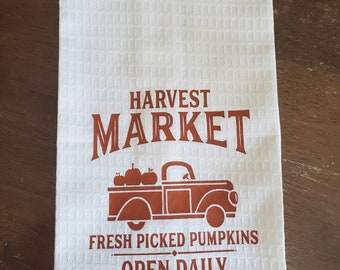 HARVEST
MARKET
FRESH PICKED PUMPKINS
OPEN DAILY